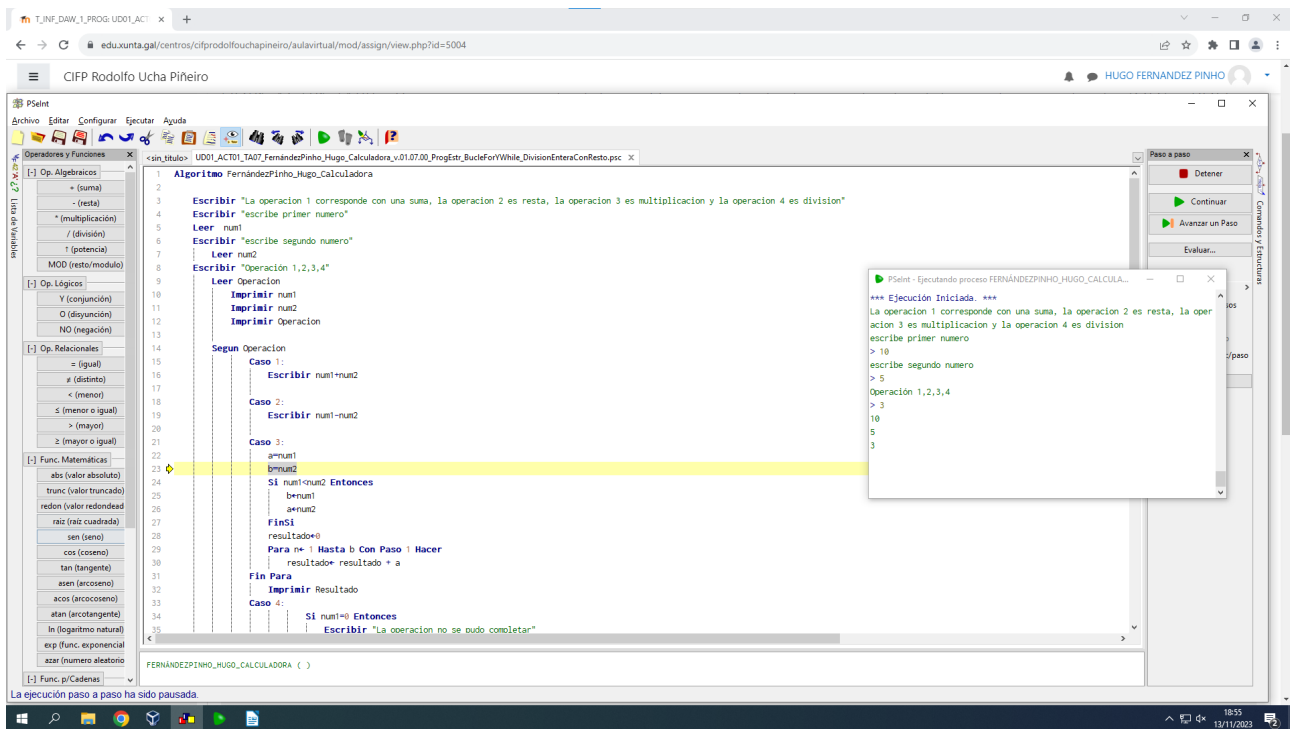 T_INF_DAW_1_PROG: UD01_ACT
edu.xunta.gal/centros/cifprodolfouchapineiro/aulavirtual/mod/assign/view.php?id=5004
CIFP Rodolfo Ucha Piñeiro
HUGO FERNANDEZ PINHO
PSeInt
Archivo Editar Configurar Ejecutar Ayuda
Operadores y Funciones
<sin_título> UD01_ACT01_TA07_FernándezPinho_Hugo_Calculadora_v.01.07.00_ProgEstr_BucleForYWhile_DivisionEnteraConResto.psc
Paso a paso
Lista de Variables
[-] Op. Algebraicos
+ (suma)
- (resta)
* (multiplicación)
/ (división)
↑ (potencia)
MOD (resto/modulo)
[-] Op. Lógicos
Y (conjunción)
O (disyunción)
NO (negación)
[-] Op. Relacionales
= (igual)
≠ (distinto)
< (menor)
≤ (menor o igual)
> (mayor)
≥ (mayor o igual)
[-] Func. Matemáticas
abs (valor absoluto)
trunc (valor truncado)
redon (valor redondead
raiz (raíz cuadrada)
sen (seno)
cos (coseno)
tan (tangente)
asen (arcoseno)
acos (arcocoseno)
atan (arcotangente)
ln (logaritmo natural)
exp (func. exponencial
azar (numero aleatorio
[-] Func. p/Cadenas
1 Algoritmo FernándezPinho_Hugo_Calculadora
2
3 Escribir "La operacion 1 corresponde con una suma, la operacion 2 es resta, la operacion 3 es multiplicacion y la operacion 4 es division"
4 Escribir "escribe primer numero"
5 Leer num1
6 Escribir "escribe segundo numero"
7 Leer num2
8 Escribir "Operación 1,2,3,4"
9 Leer Operacion
10 Imprimir num1
11 Imprimir num2
12 Imprimir Operacion
13
14 Segun Operacion
15 Caso 1:
16 Escribir num1+num2
17
18 Caso 2:
19 Escribir num1-num2
20
21 Caso 3:
22 a=num1
23 b=num2
24 Si num1<num2 Entonces
25 b←num1
26 a←num2
27 FinSi
28 resultado←0
29 Para n← 1 Hasta b Con Paso 1 Hacer
30 resultado← resultado + a
31 Fin Para
32 Imprimir Resultado
33 Caso 4:
34 Si num1=0 Entonces
35 Escribir "La operacion no se pudo completar"
FERNÁNDEZPINHO_HUGO_CALCULADORA ( )
PSeInt - Ejecutando proceso FERNÁNDEZPINHO_HUGO_CALCULA...
*** Ejecución Iniciada. ***
La operacion 1 corresponde con una suma, la operacion 2 es resta, la oper
acion 3 es multiplicacion y la operacion 4 es division
escribe primer numero
> 10
escribe segundo numero
> 5
Operación 1,2,3,4
> 3
10
5
3
Detener
Continuar
Avanzar un Paso
Evaluar...
sos
/paso
Comandos y Estructuras
La ejecución paso a paso ha sido pausada.
18:55
13/11/2023
2